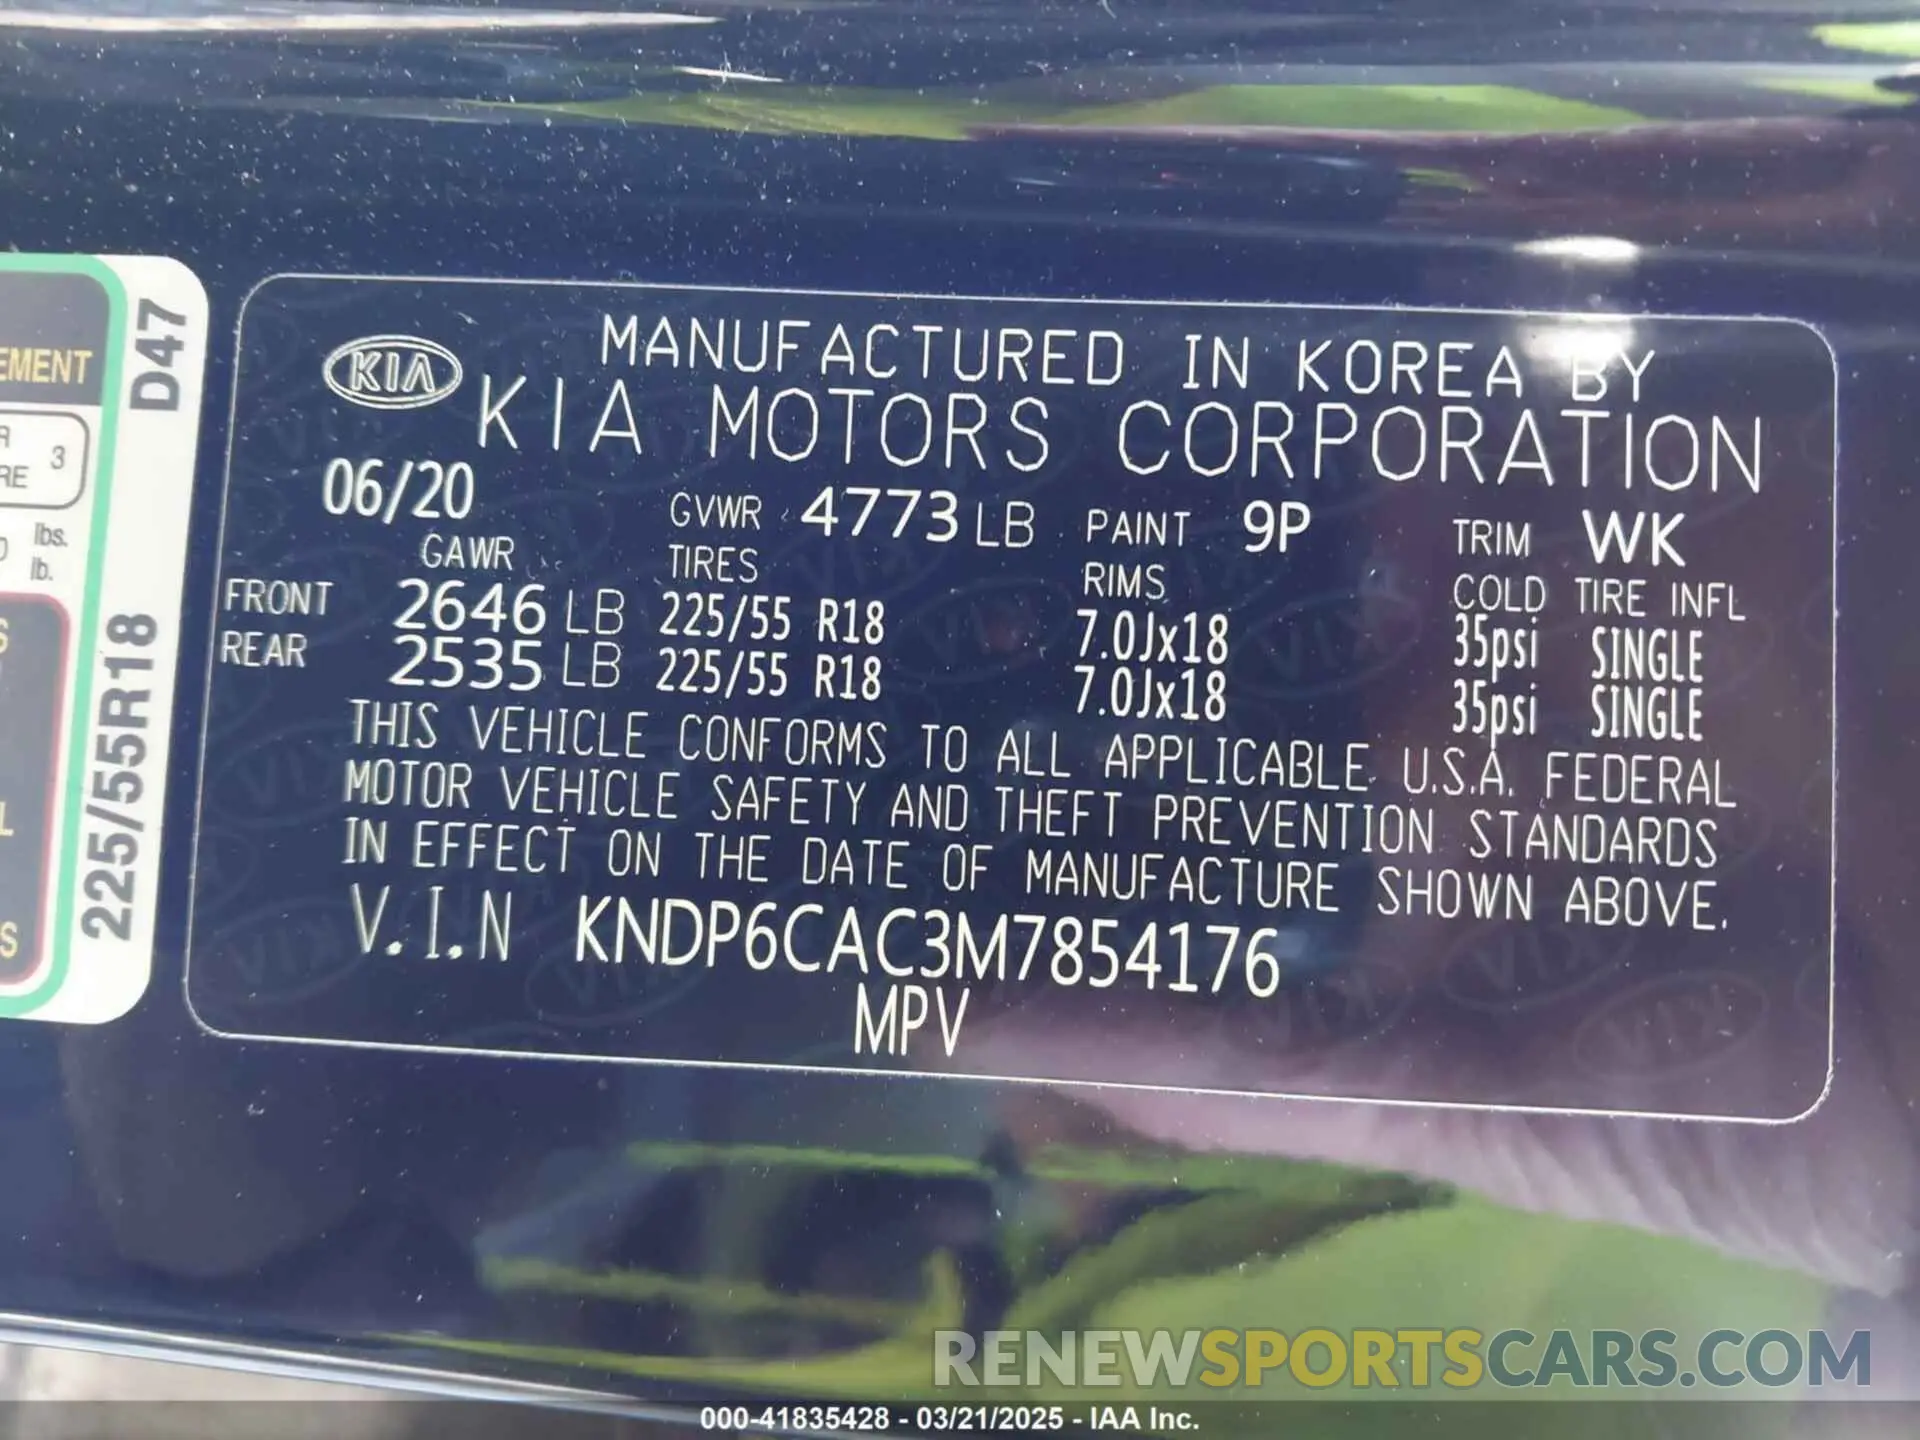 EMENT
R
RE 3
lbs.
lb.
S
L
S
D47
225/55R18
KIA
MANUFACTURED IN KOREA BY
KIA MOTORS CORPORATION
06/20 GVWR 4773 LB PAINT 9P TRIM WK
GAWR TIRES RIMS COLD TIRE INFL
FRONT 2646 LB 225/55 R18 7.0Jx18 35psi SINGLE
REAR 2535 LB 225/55 R18 7.0Jx18 35psi SINGLE
THIS VEHICLE CONFORMS TO ALL APPLICABLE U.S.A. FEDERAL
MOTOR VEHICLE SAFETY AND THEFT PREVENTION STANDARDS
IN EFFECT ON THE DATE OF MANUFACTURE SHOWN ABOVE.
V.I.N KNDP6CAC3M7854176
MPV
RENEWSPORTSCARS.COM
000-41835428 - 03/21/2025 - IAA Inc.